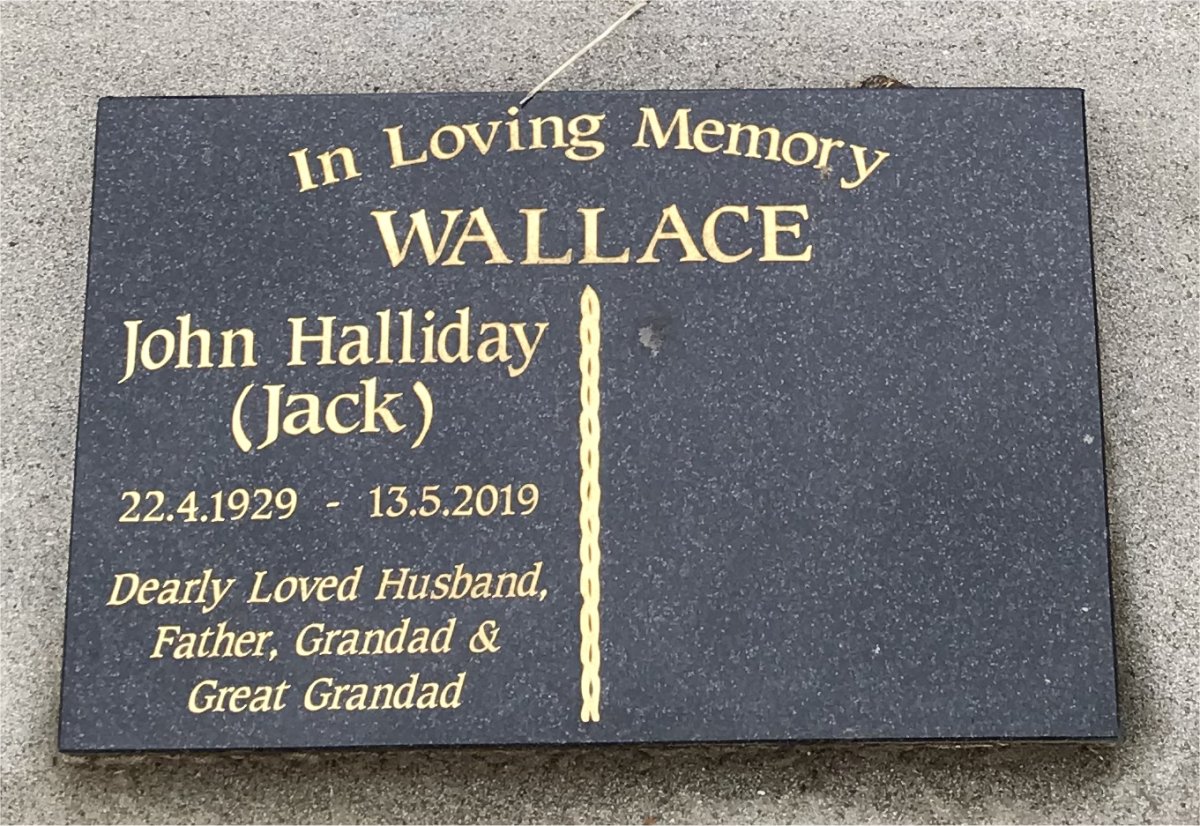 In Loving Memory
WALLACE
John Halliday
(Jack)
22.4.1929 - 13.5.2019
Dearly Loved Husband,
Father, Grandad &
Great Grandad